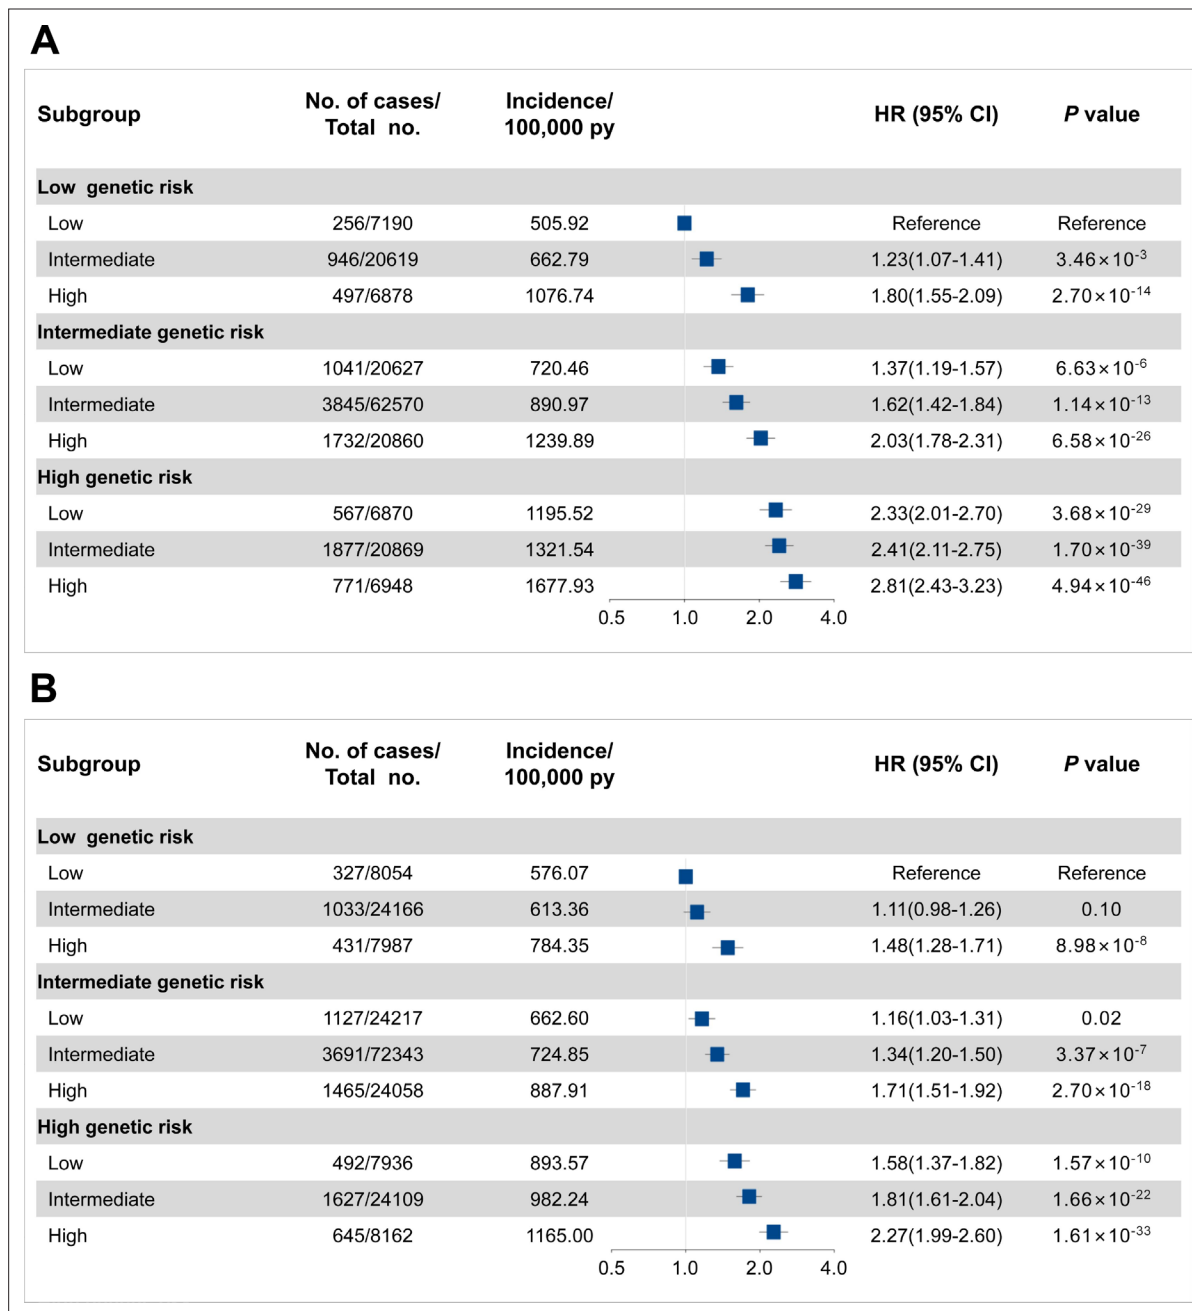 A
Subgroup No. of cases/ Total no. Incidence/ 100,000 py HR (95% CI) P value
Low genetic risk
Low 256/7190 505.92 Reference Reference
Intermediate 946/20619 662.79 1.23(1.07-1.41) 3.46×10⁻³
High 497/6878 1076.74 1.80(1.55-2.09) 2.70×10⁻¹⁴
Intermediate genetic risk
Low 1041/20627 720.46 1.37(1.19-1.57) 6.63×10⁻⁶
Intermediate 3845/62570 890.97 1.62(1.42-1.84) 1.14×10⁻¹³
High 1732/20860 1239.89 2.03(1.78-2.31) 6.58×10⁻²⁶
High genetic risk
Low 567/6870 1195.52 2.33(2.01-2.70) 3.68×10⁻²⁹
Intermediate 1877/20869 1321.54 2.41(2.11-2.75) 1.70×10⁻³⁹
High 771/6948 1677.93 2.81(2.43-3.23) 4.94×10⁻⁴⁶
0.5 1.0 2.0 4.0
B
Subgroup No. of cases/ Total no. Incidence/ 100,000 py HR (95% CI) P value
Low genetic risk
Low 327/8054 576.07 Reference Reference
Intermediate 1033/24166 613.36 1.11(0.98-1.26) 0.10
High 431/7987 784.35 1.48(1.28-1.71) 8.98×10⁻⁸
Intermediate genetic risk
Low 1127/24217 662.60 1.16(1.03-1.31) 0.02
Intermediate 3691/72343 724.85 1.34(1.20-1.50) 3.37×10⁻⁷
High 1465/24058 887.91 1.71(1.51-1.92) 2.70×10⁻¹⁸
High genetic risk
Low 492/7936 893.57 1.58(1.37-1.82) 1.57×10⁻¹⁰
Intermediate 1627/24109 982.24 1.81(1.61-2.04) 1.66×10⁻²²
High 645/8162 1165.00 2.27(1.99-2.60) 1.61×10⁻³³
0.5 1.0 2.0 4.0